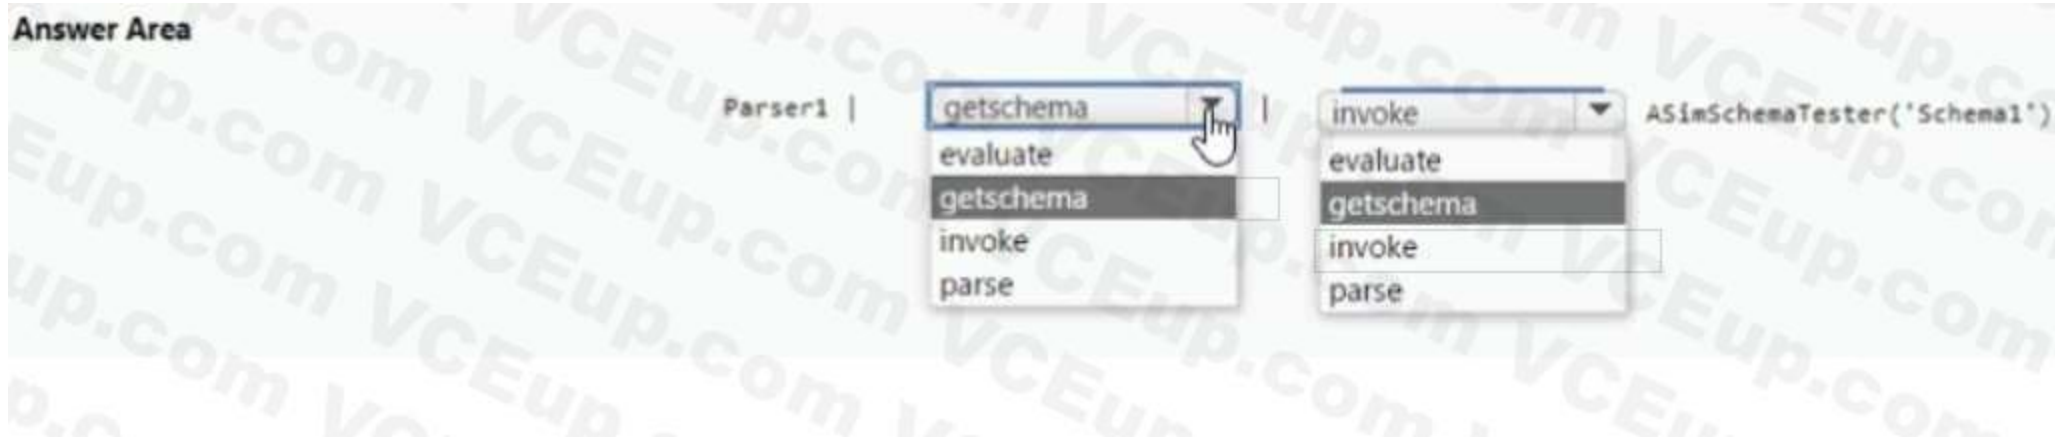 Answer Area
Parser1 | getschema | invoke ASimSchemaTester('Schema1')
evaluate evaluate
getschema getschema
invoke invoke
parse parse